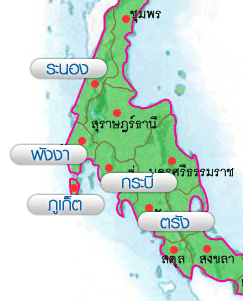 ชุมพร
ระนอง
สุราษฎร์ธานี
พังงา
นครศรีธรรมราช
กระบี่
ภูเก็ต
ตรัง
สตูล
สงขลา